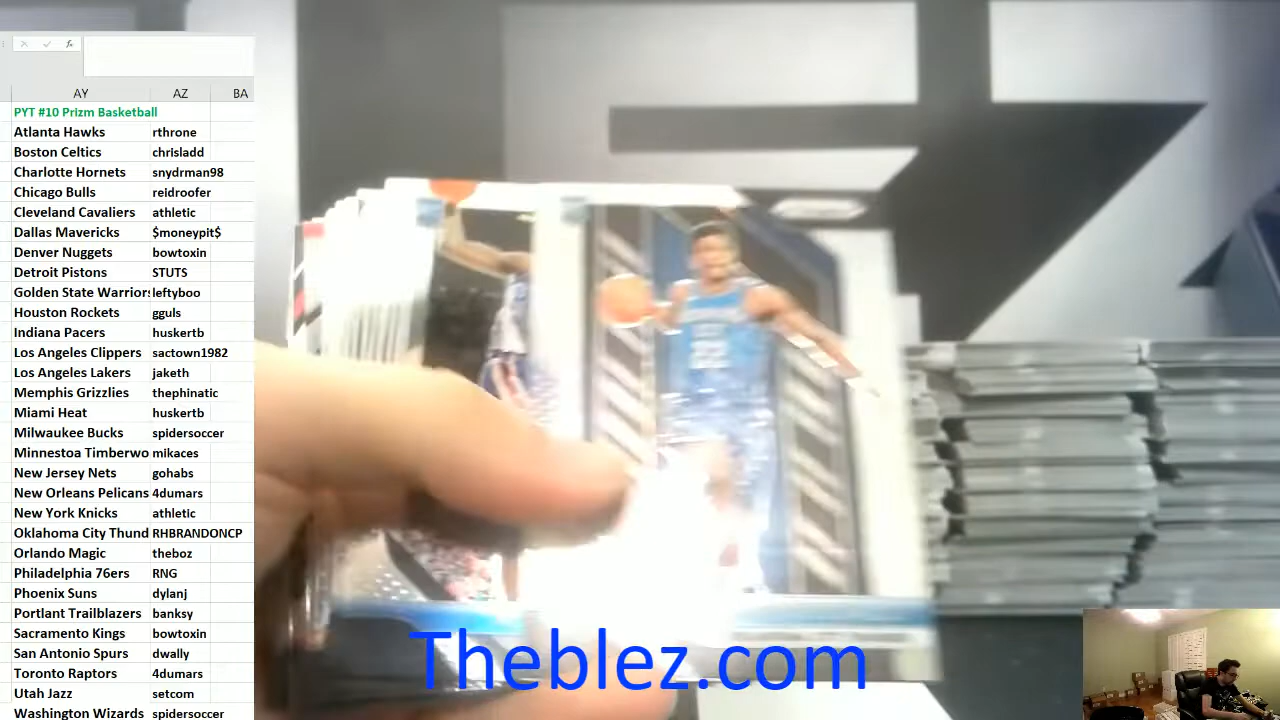 AY AZ BA
PYT #10 Prizm Basketball
Atlanta Hawks rthrone
Boston Celtics chrisladd
Charlotte Hornets snydrman98
Chicago Bulls reidroofer
Cleveland Cavaliers athletic
Dallas Mavericks $moneypit$
Denver Nuggets bowtoxin
Detroit Pistons STUTS
Golden State Warriors leftyboo
Houston Rockets gguls
Indiana Pacers huskertb
Los Angeles Clippers sactown1982
Los Angeles Lakers jaketh
Memphis Grizzlies thephinatic
Miami Heat huskertb
Milwaukee Bucks spidersoccer
Minnestoa Timberwo mikaces
New Jersey Nets gohabs
New Orleans Pelicans 4dumars
New York Knicks athletic
Oklahoma City Thund RHBRANDONCP
Orlando Magic theboz
Philadelphia 76ers RNG
Phoenix Suns dylanj
Portlant Trailblazers banksy
Sacramento Kings bowtoxin
San Antonio Spurs dwally
Toronto Raptors 4dumars
Utah Jazz setcom
Washington Wizards spidersoccer
Theblez.com